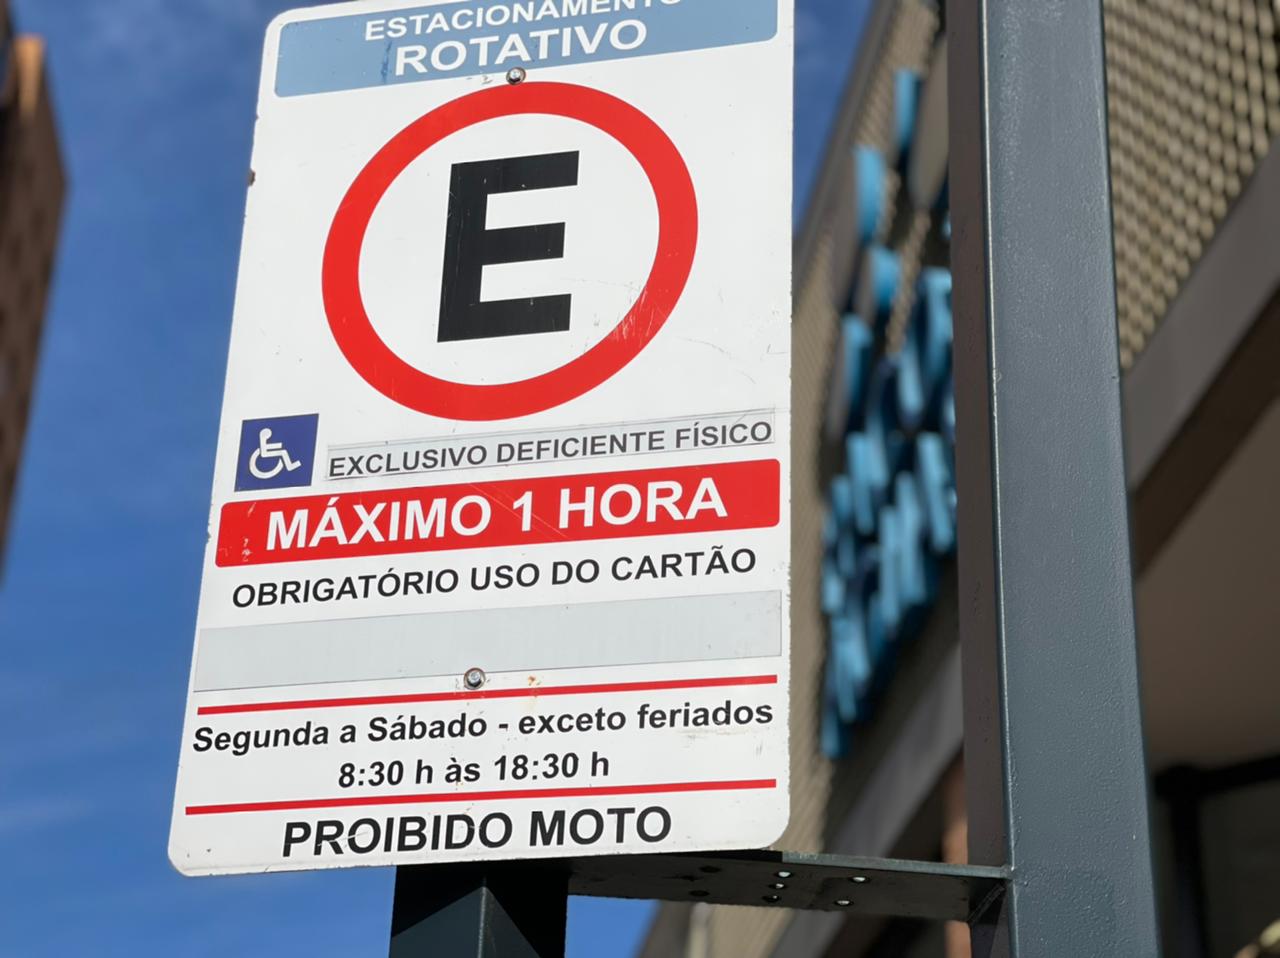 ESTACIONAMENTO
ROTATIVO
E
EXCLUSIVO DEFICIENTE FÍSICO
MÁXIMO 1 HORA
OBRIGATÓRIO USO DO CARTÃO
Segunda a Sábado - exceto feriados
8:30 h às 18:30 h
PROIBIDO MOTO